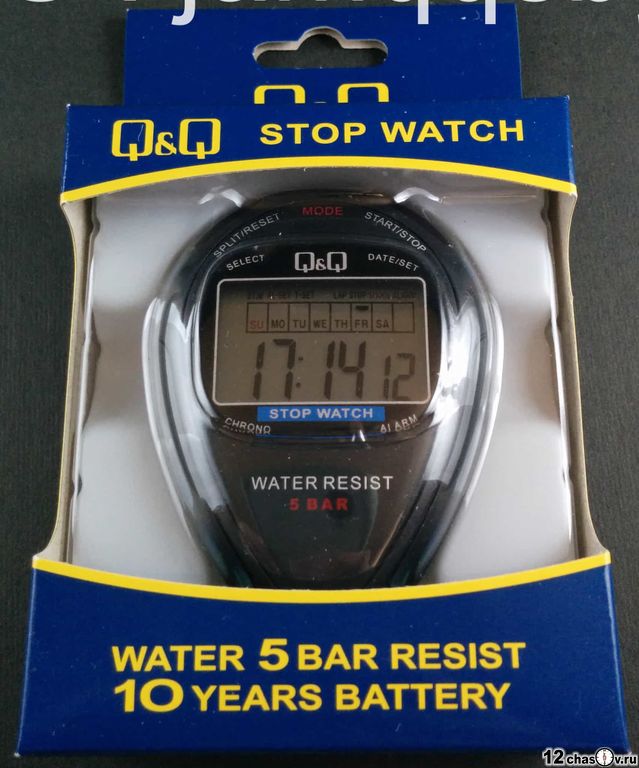 Q&Q
Q&Q STOP WATCH
MODE
SPLIT/RESET START/STOP
SELECT Q&Q DATE/SET
LAP
SU MO TU WE TH FR SA
17:14 12
STOP WATCH
CHRONO ALARM
WATER RESIST
5 BAR
WATER 5 BAR RESIST
10 YEARS BATTERY
12chasov.ru